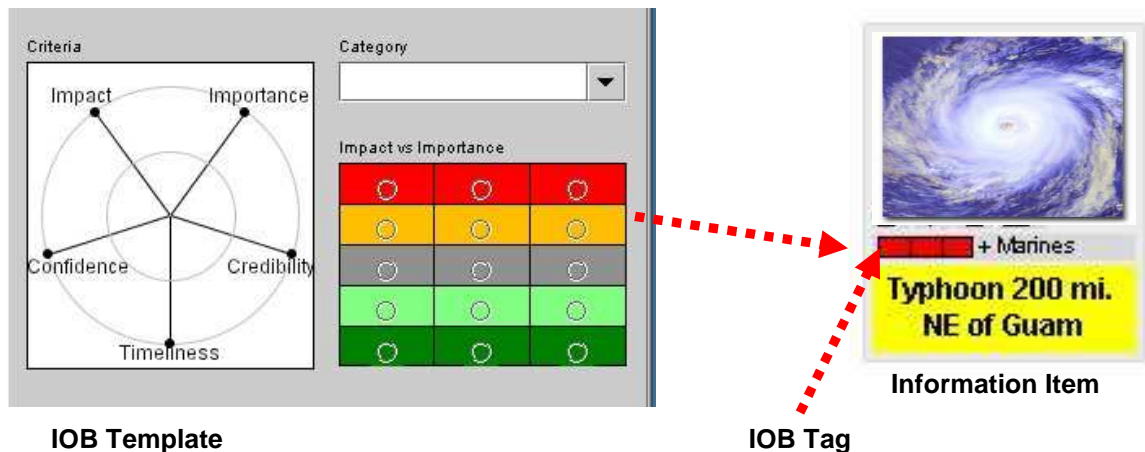 Criteria
Category
Impact
Importance
Impact vs Importance
Confidence
Credibility
Timeliness
+ Marines
Typhoon 200 mi.
NE of Guam
Information Item
IOB Template
IOB Tag